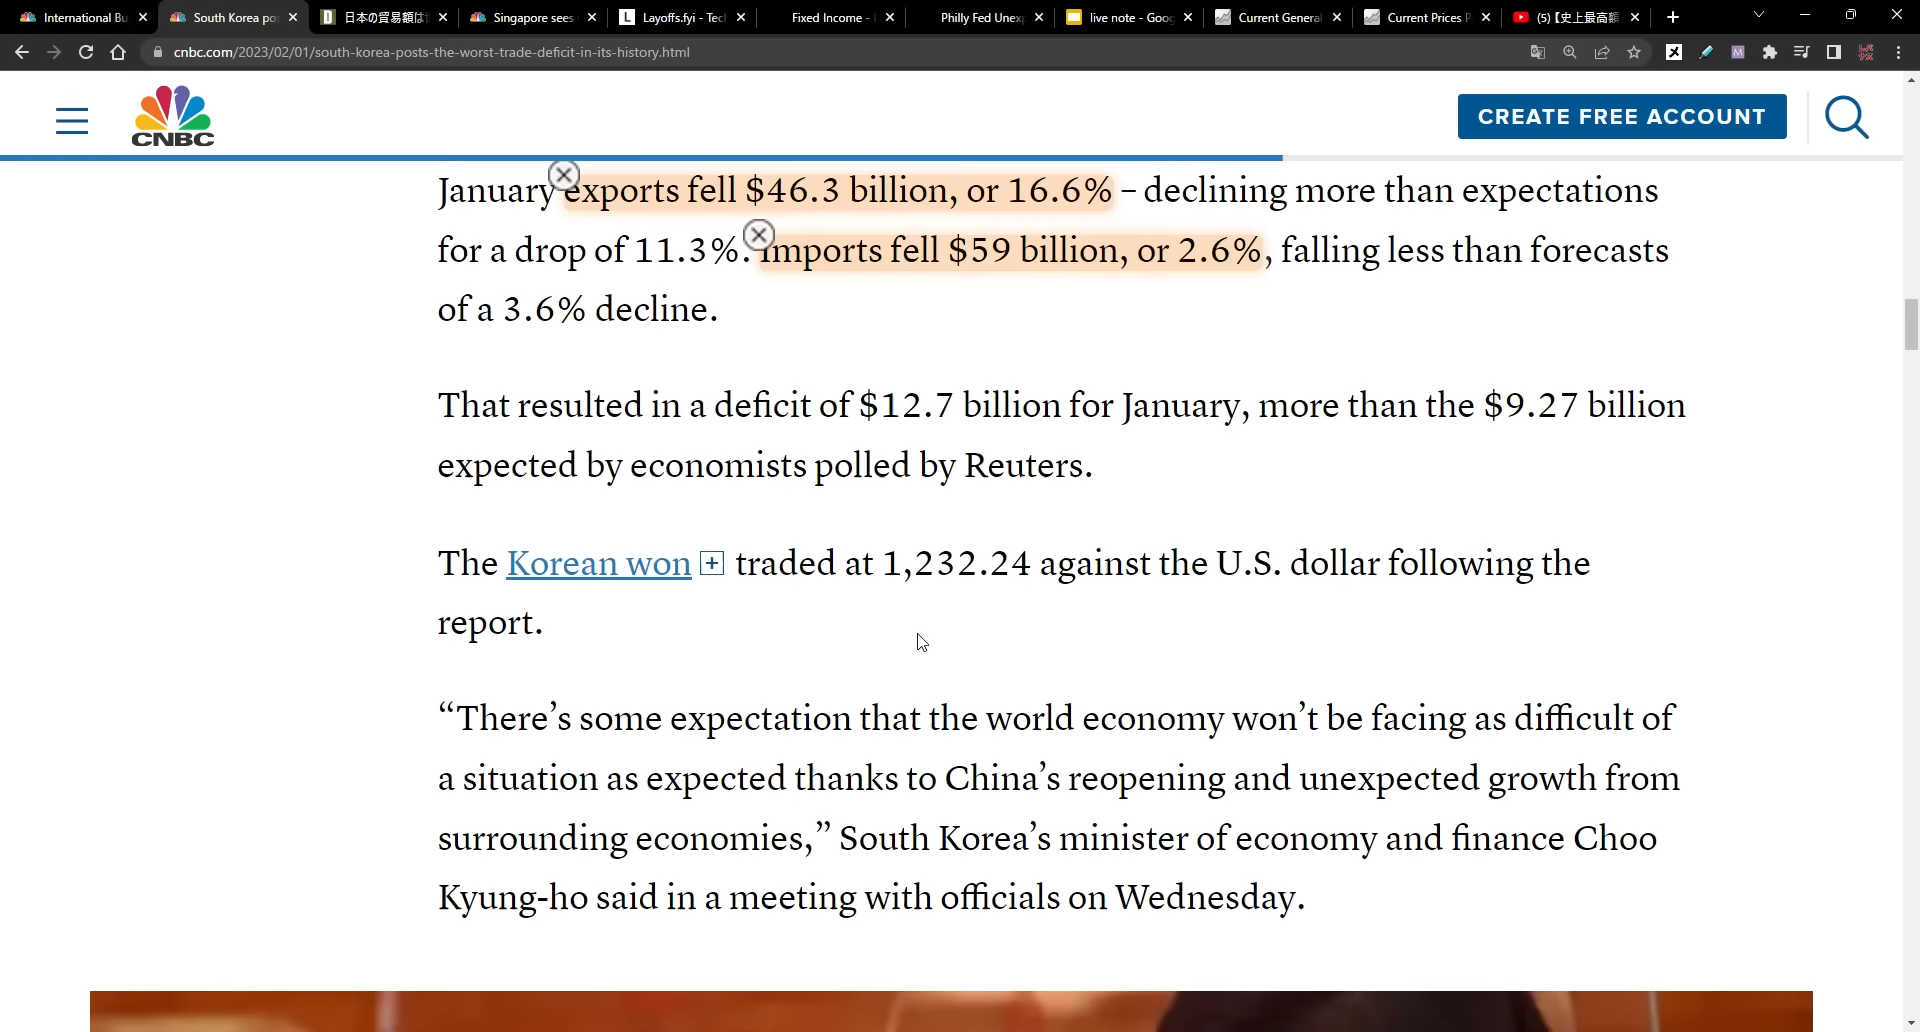 International Bu
South Korea po
日本の貿易額は
Singapore sees
Layoffs.fyi - Tec
Fixed Income -
Philly Fed Unex
live note - Goog
Current General
Current Prices P
(5)【史上最高額
cnbc.com/2023/02/01/south-korea-posts-the-worst-trade-deficit-in-its-history.html
CNBC
CREATE FREE ACCOUNT
January exports fell $46.3 billion, or 16.6% – declining more than expectations
for a drop of 11.3%. Imports fell $59 billion, or 2.6%, falling less than forecasts
of a 3.6% decline.
That resulted in a deficit of $12.7 billion for January, more than the $9.27 billion
expected by economists polled by Reuters.
The Korean won + traded at 1,232.24 against the U.S. dollar following the
report.
“There’s some expectation that the world economy won’t be facing as difficult of
a situation as expected thanks to China’s reopening and unexpected growth from
surrounding economies,” South Korea’s minister of economy and finance Choo
Kyung-ho said in a meeting with officials on Wednesday.